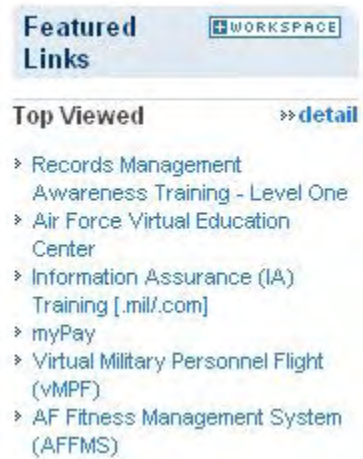 Featured
Links
WORKSPACE
Top Viewed
»detail
Records Management
Awareness Training - Level One
Air Force Virtual Education
Center
Information Assurance (IA)
Training [.mil/.com]
myPay
Virtual Military Personnel Flight
(vMPF)
AF Fitness Management System
(AFFMS)